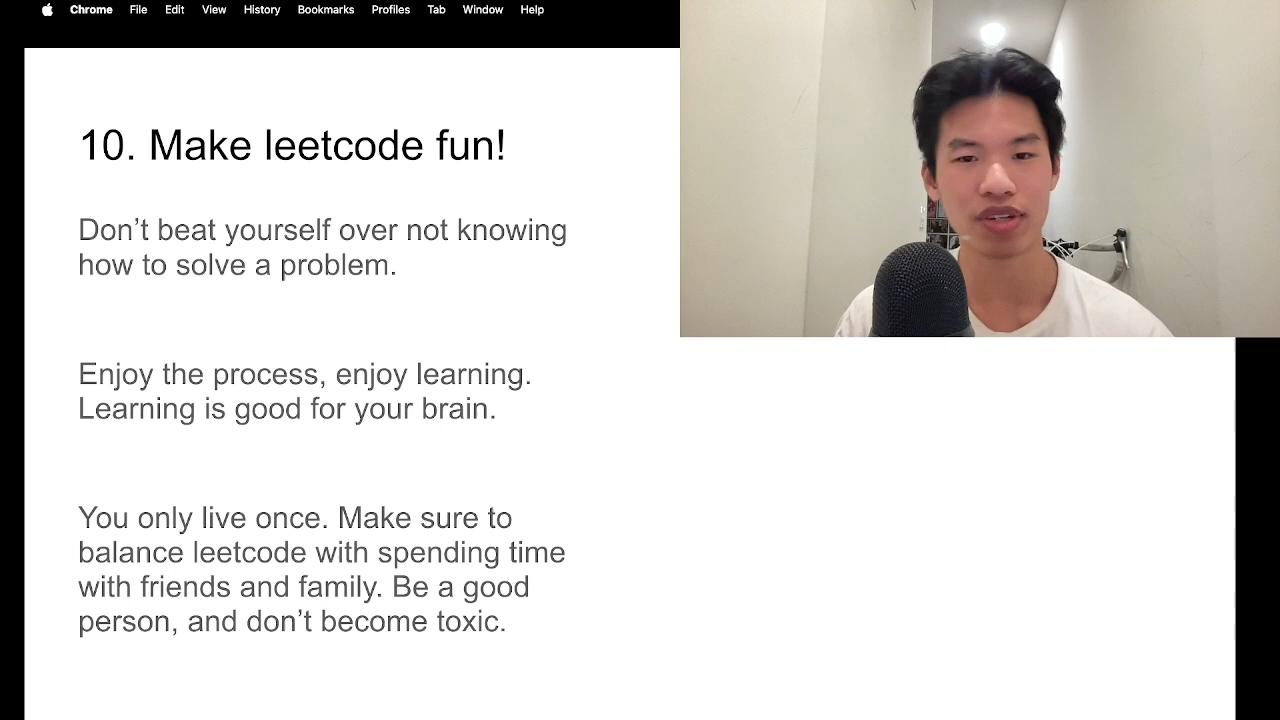 Chrome File Edit View History Bookmarks Profiles Tab Window Help
10. Make leetcode fun!
Don’t beat yourself over not knowing
how to solve a problem.
Enjoy the process, enjoy learning.
Learning is good for your brain.
You only live once. Make sure to
balance leetcode with spending time
with friends and family. Be a good
person, and don’t become toxic.